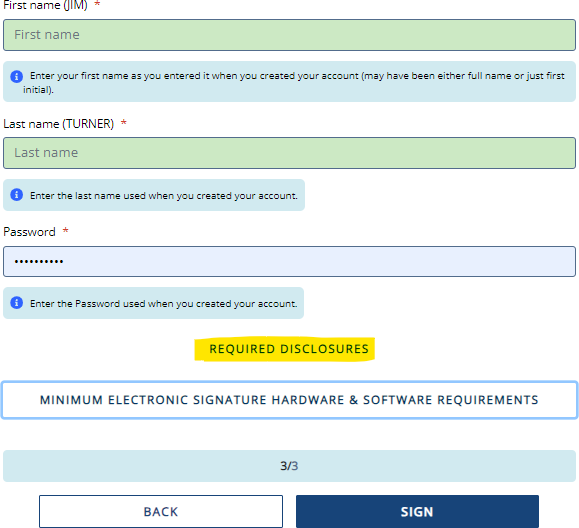 First name (JIM) *
First name
Enter your first name as you entered it when you created your account (may have been either full name or just first
initial).
Last name (TURNER) *
Last name
Enter the last name used when you created your account.
Password *
••••••••••
Enter the Password used when you created your account.
REQUIRED DISCLOSURES
MINIMUM ELECTRONIC SIGNATURE HARDWARE & SOFTWARE REQUIREMENTS
3/3
BACK
SIGN